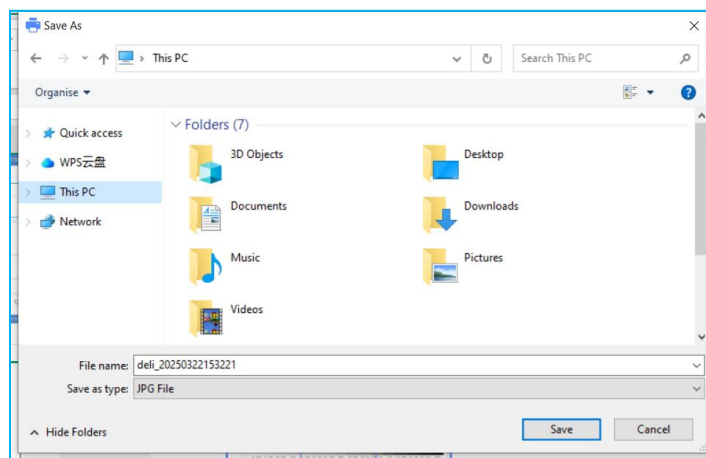 Save As
This PC
Search This PC
Organise
Quick access
WPS云盘
This PC
Network
Folders (7)
3D Objects
Desktop
Documents
Downloads
Music
Pictures
Videos
File name: deli_20250322153221
Save as type: JPG File
Hide Folders
Save
Cancel